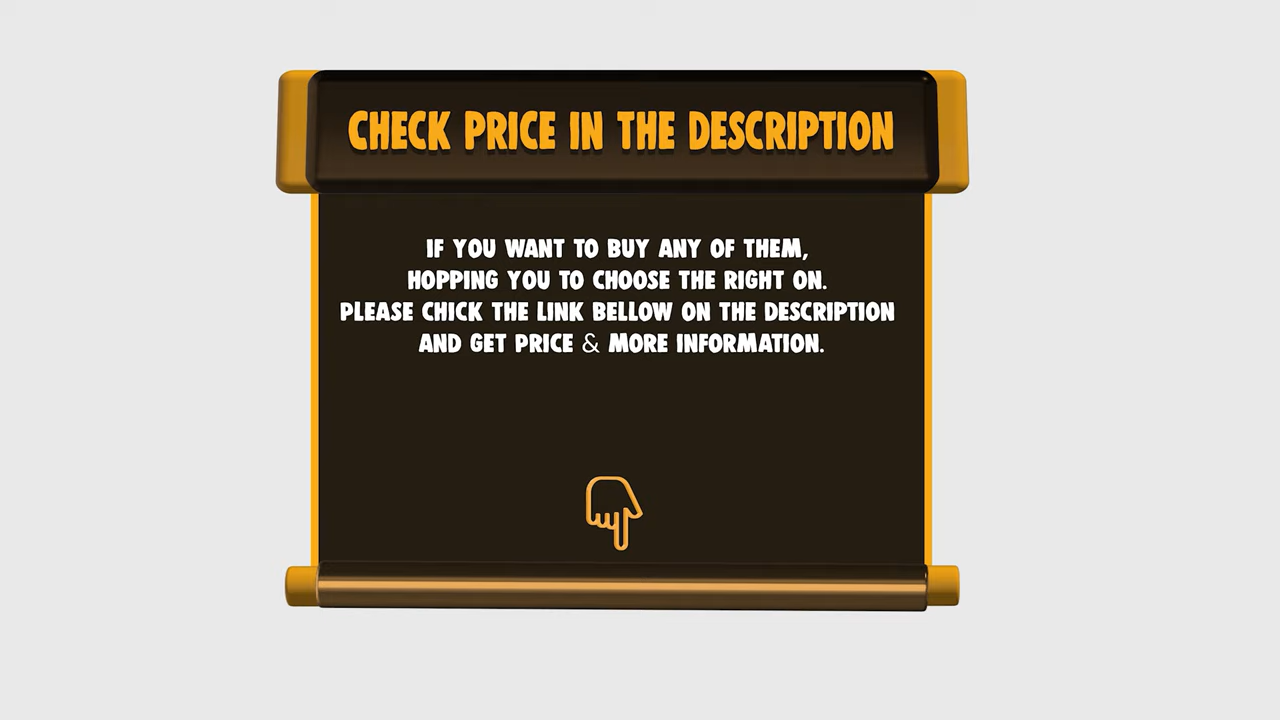 CHECK PRICE IN THE DESCRIPTION
IF YOU WANT TO BUY ANY OF THEM,
HOPPING YOU TO CHOOSE THE RIGHT ON.
PLEASE CHICK THE LINK BELLOW ON THE DESCRIPTION
AND GET PRICE & MORE INFORMATION.